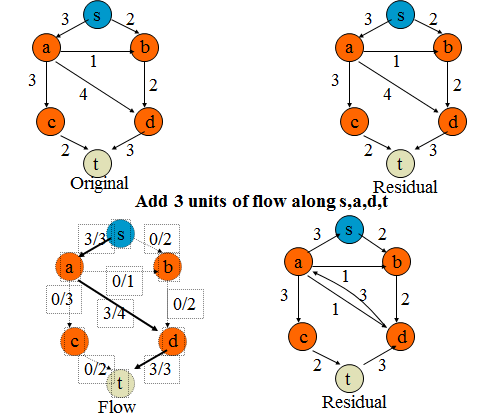 s
3 2
a b
1
3 4 2
c d
2 3
t
Original
s
3 2
a b
1
3 4 2
c d
2 3
t
Residual
Add 3 units of flow along s,a,d,t
s
3/3 0/2
a b
0/1
0/3 3/4 0/2
c d
0/2 3/3
t
Flow
s
3 2
a b
1
3 3 2
1
c d
2 3
t
Residual